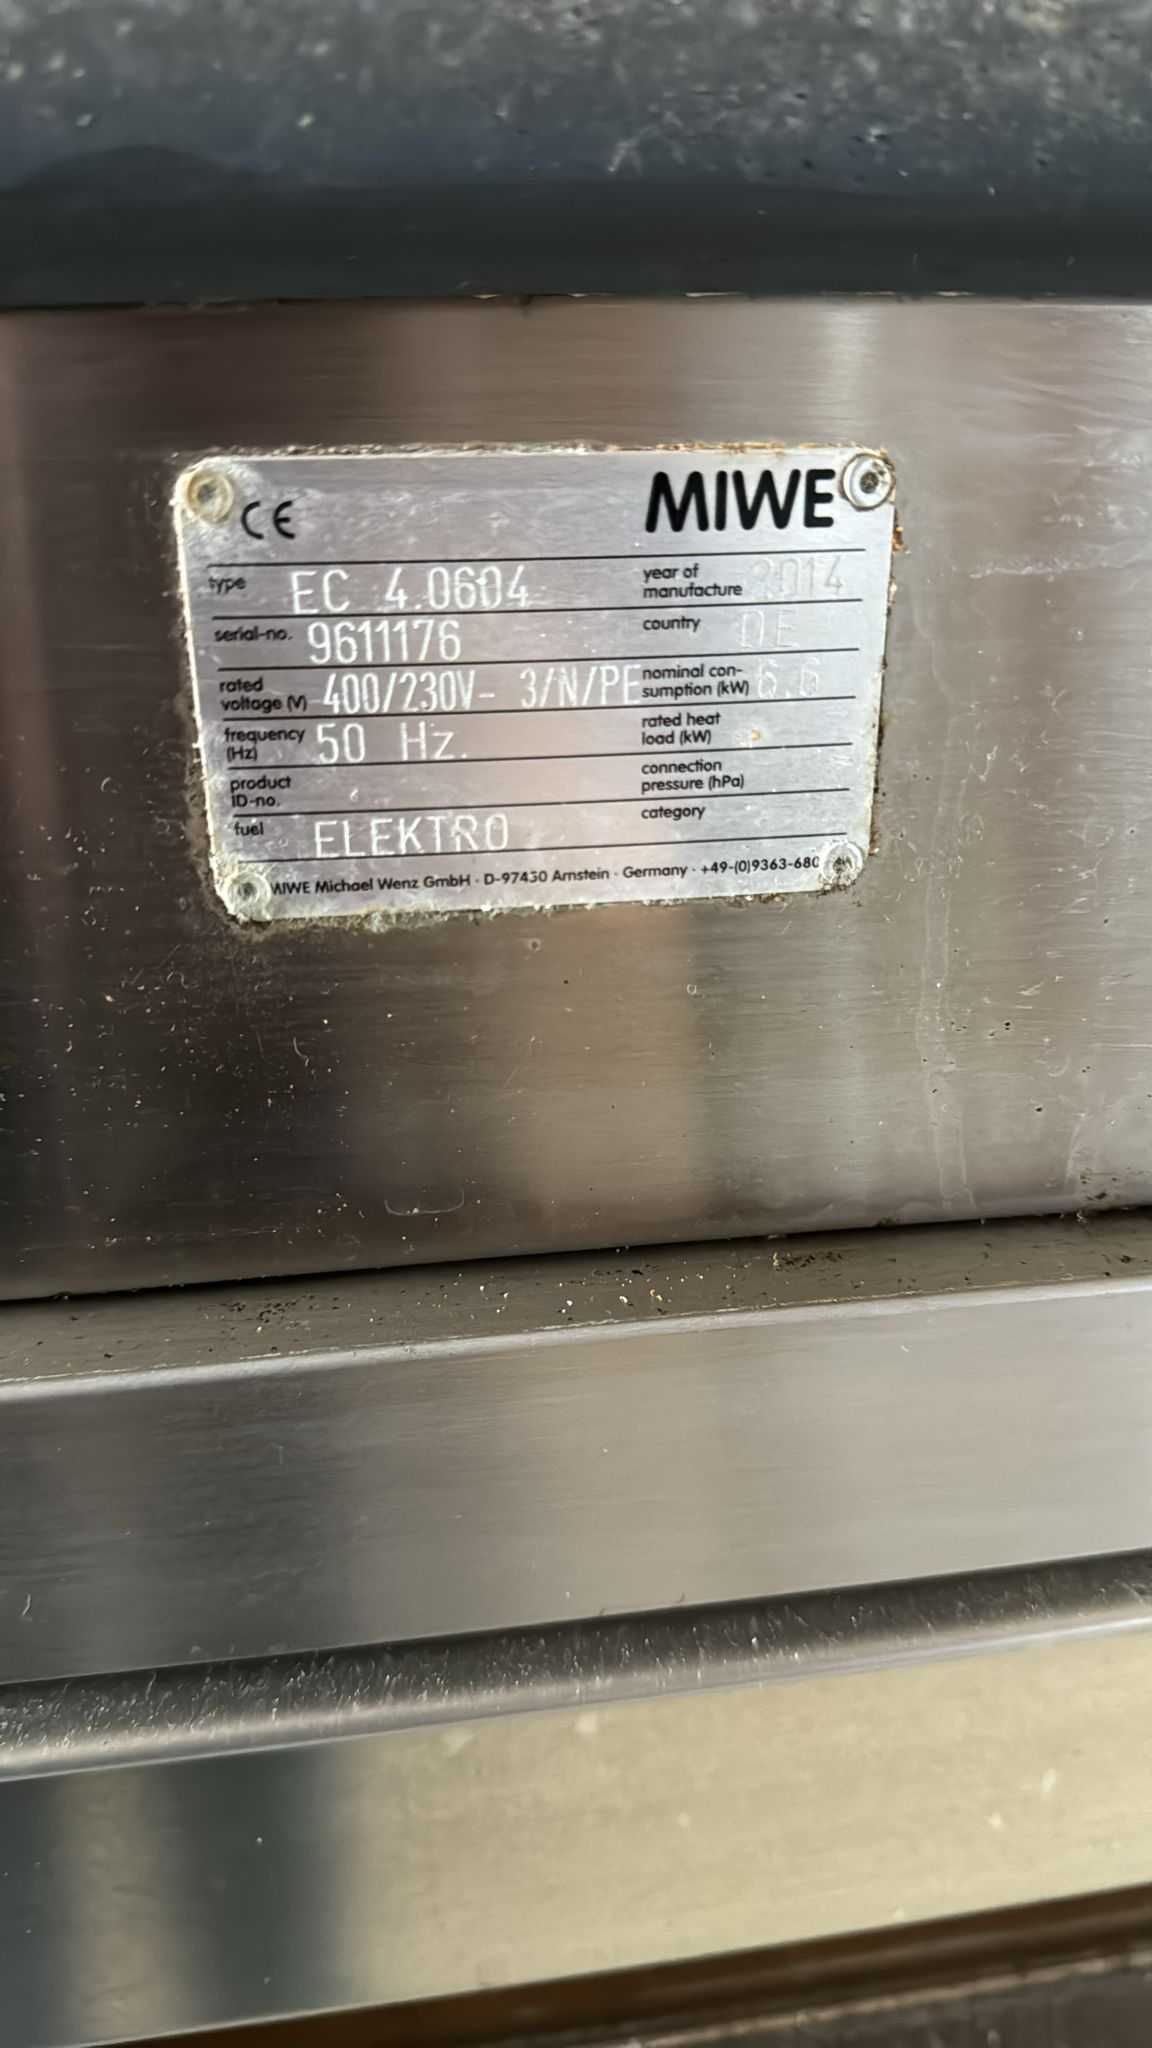 CE MIWE
type EC 4.0604 year of manufacture 2014
serial-no. 9611176 country DE
rated voltage (V) 400/230V- 3/N/PE nominal con-sumption (kW) 6.6
frequency (Hz) 50 Hz. rated heat load (kW)
product ID-no. connection pressure (hPa)
fuel ELEKTRO category
MIWE Michael Wenz GmbH · D-97450 Arnstein · Germany · +49-(0)9363-680